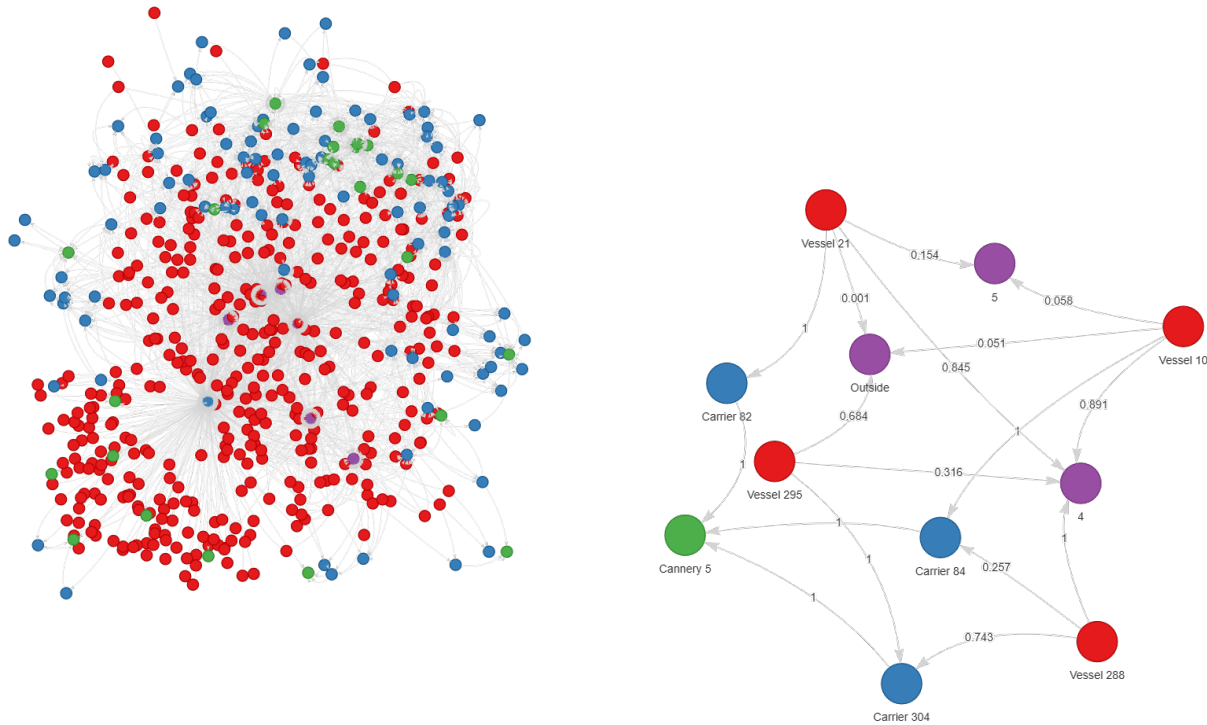 Vessel 21
0.154
5
0.058
Vessel 10
0.001
0.051
1
0.845
Outside
0.891
Carrier 82
0.684
1
1
0.316
Vessel 295
4
1
Cannery 5
1
1
Carrier 84
0.257
1
0.743
Vessel 288
Carrier 304